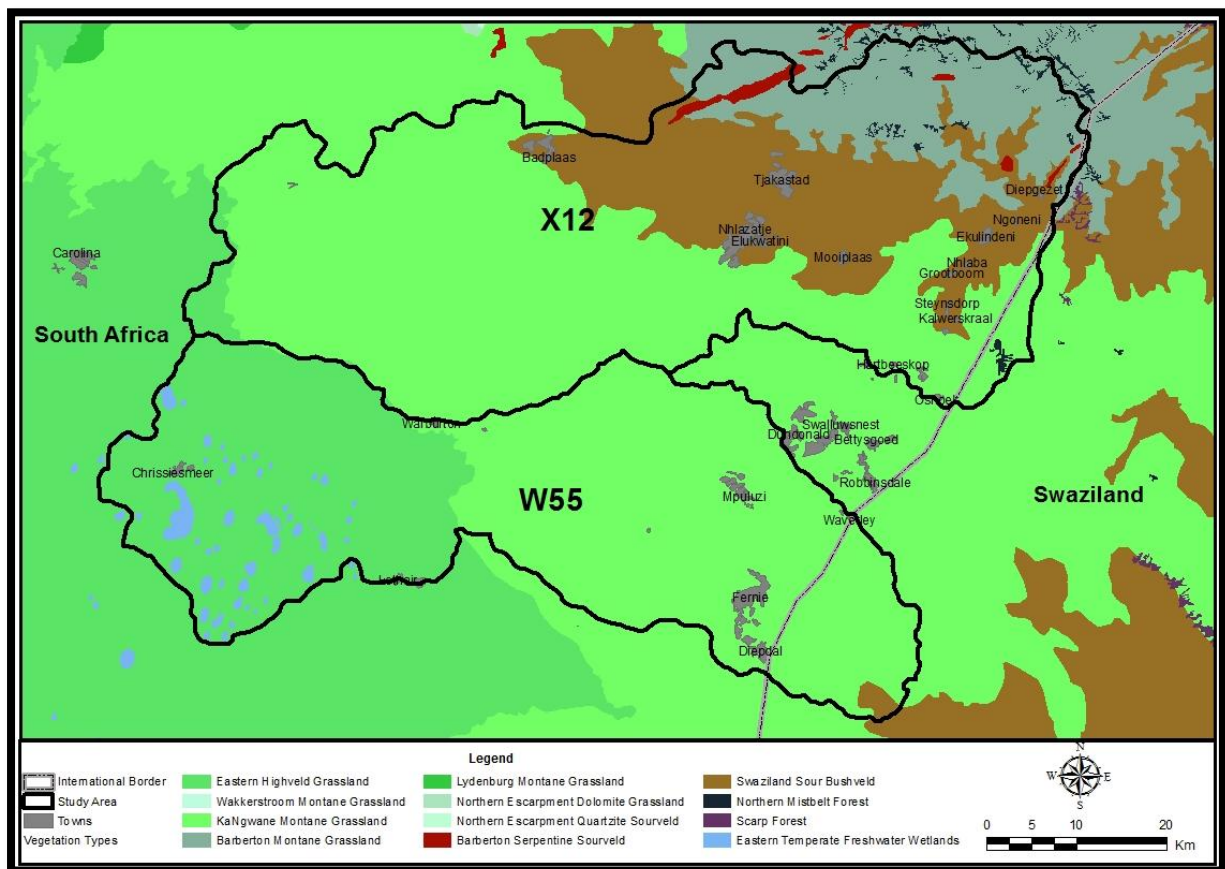 Badplaas
Tjakastad
Diepgezet
X12
Ngoneni
Nhlazatje
Elukwatini
Ekulindeni
Carolina
Mooiplaas
Nhlaba
Grootboom
Steynsdorp
Kalwerskraal
South Africa
Hartbeeskop
Warburton
Swalluwsnest
Dundonald
Bettysgoed
Chrissiesmeer
Robbinsdale
Swaziland
W55
Mpuluzi
Waverley
Fernie
Diepdal
Legend
N
W
E
S
International Border
Study Area
Towns
Vegetation Types
Eastern Highveld Grassland
Wakkerstroom Montane Grassland
KaNgwane Montane Grassland
Barberton Montane Grassland
Lydenburg Montane Grassland
Northern Escarpment Dolomite Grassland
Northern Escarpment Quartzite Sourveld
Barberton Serpentine Sourveld
Swaziland Sour Bushveld
Northern Mistbelt Forest
Scarp Forest
Eastern Temperate Freshwater Wetlands
0 5 10 20
Km